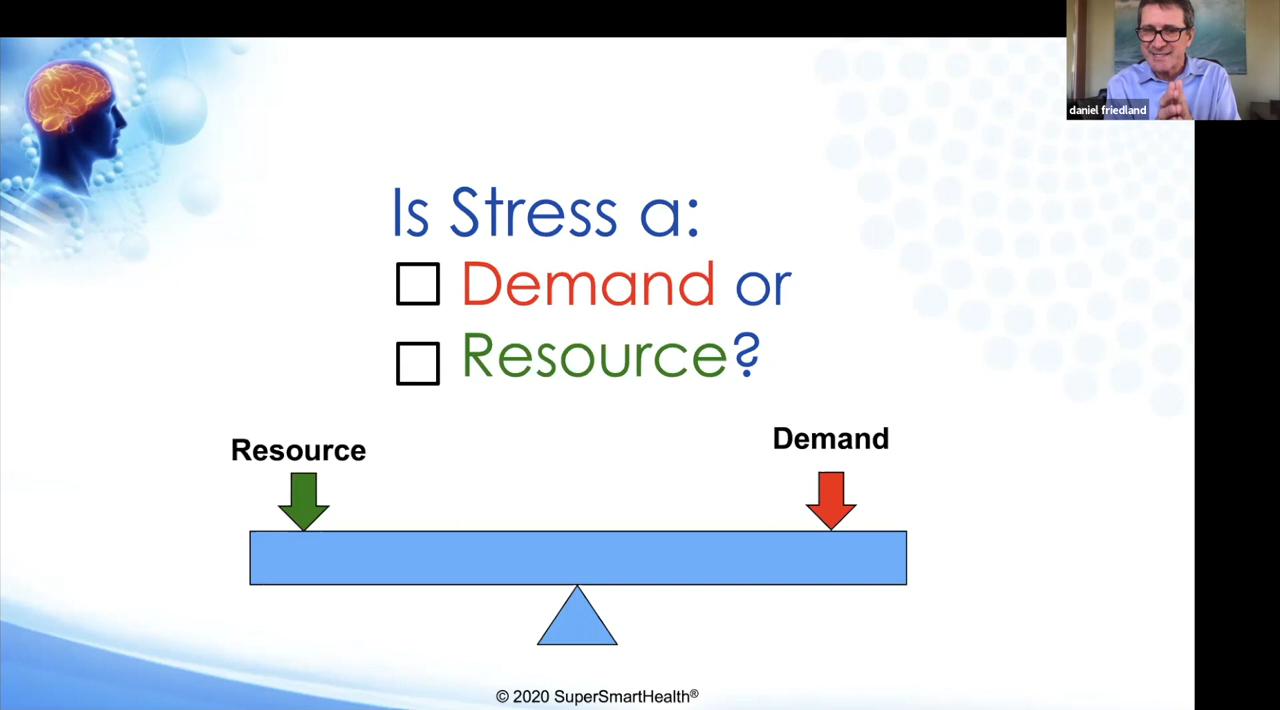 daniel friedland
Is Stress a:
Demand or
Resource?
Resource
Demand
© 2020 SuperSmartHealth®